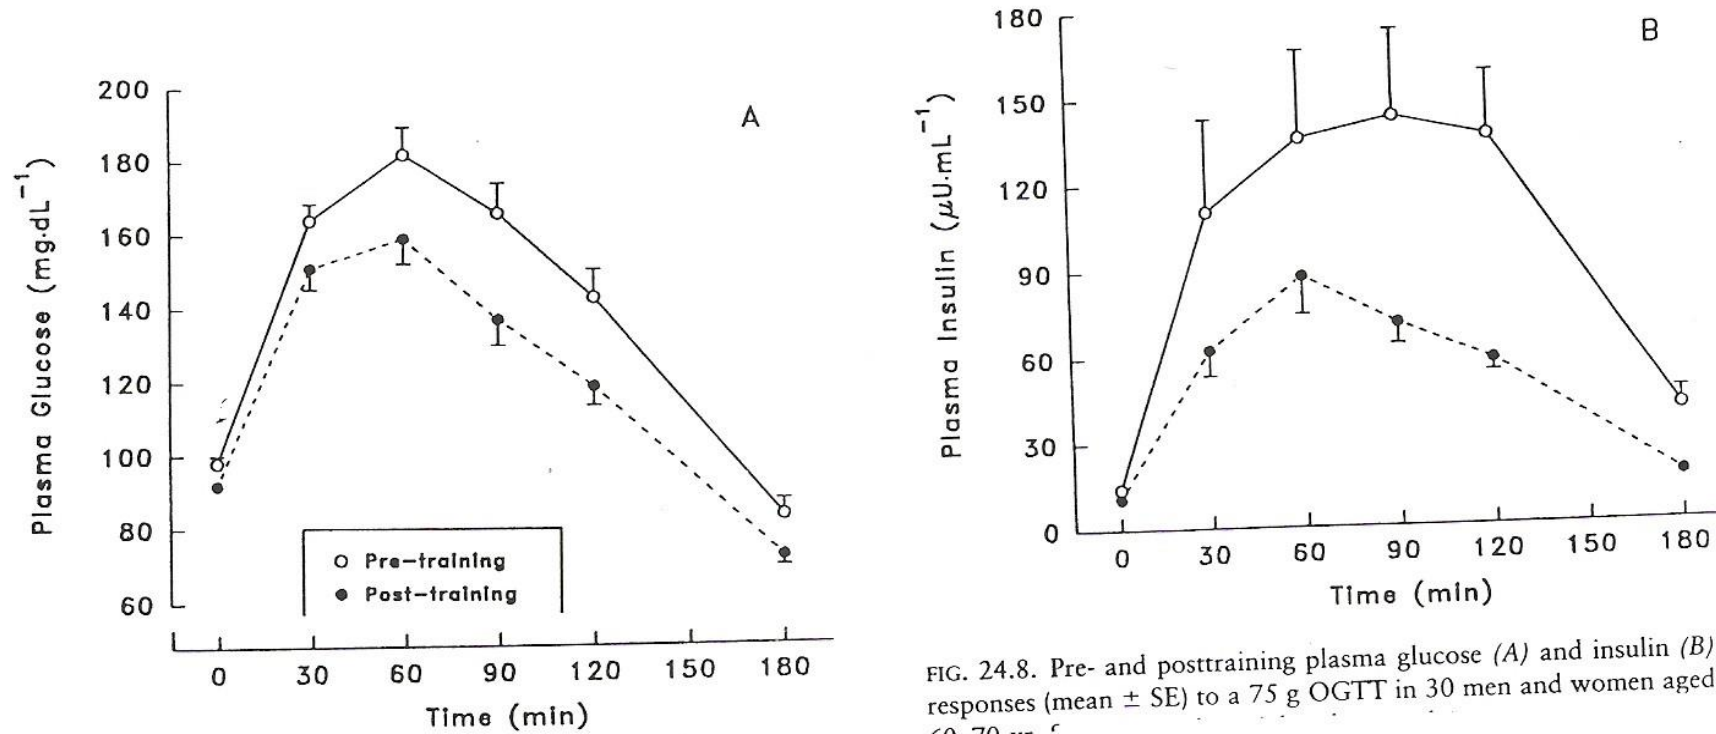 A
200
180
160
140
120
100
80
60
Plasma Glucose (mg·dL⁻¹)
Pre-training
Post-training
0 30 60 90 120 150 180
Time (min)
B
180
150
120
90
60
30
0
Plasma Insulin (μU·mL⁻¹)
0 30 60 90 120 150 180
Time (min)
FIG. 24.8. Pre- and posttraining plasma glucose (A) and insulin (B)
responses (mean ± SE) to a 75 g OGTT in 30 men and women aged